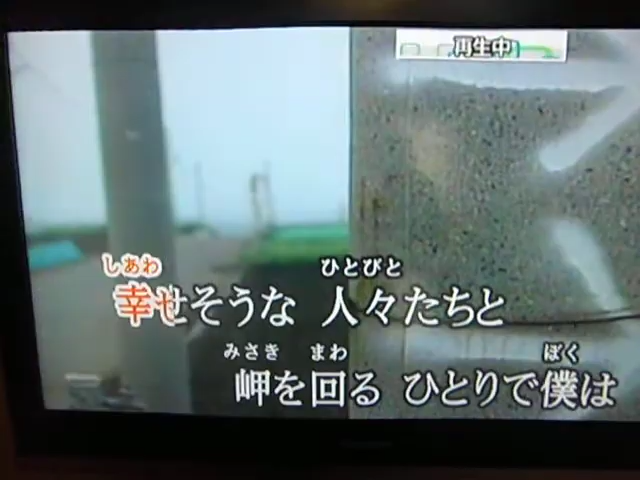 再生中
しあわ ひとびと
幸せそうな 人々たちと
みさき まわ ぼく
岬を回る ひとりで僕は